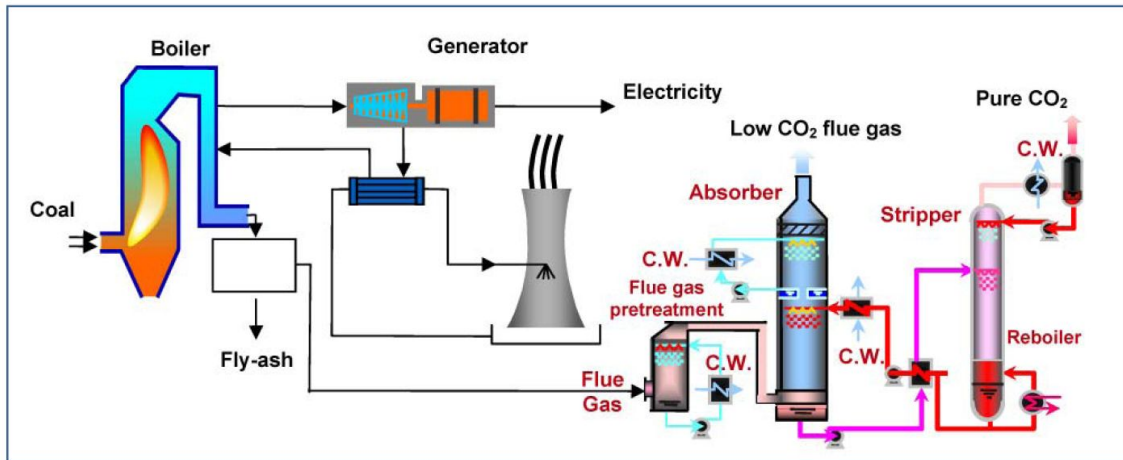 Boiler
Generator
Electricity
Pure CO₂
Low CO₂ flue gas
C.W.
Absorber
Stripper
Coal
C.W.
Flue gas
pretreatment
Reboiler
Fly-ash
C.W.
C.W.
Flue
Gas